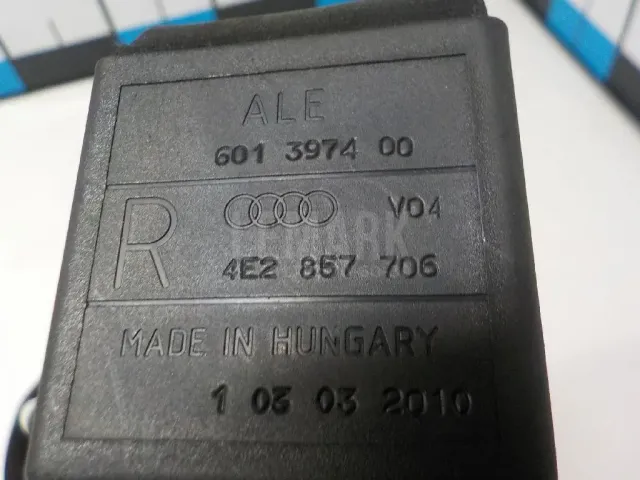 ALE
601 3974 00
R
V04
4E2 857 706
MADE IN HUNGARY
1 03 03 2010